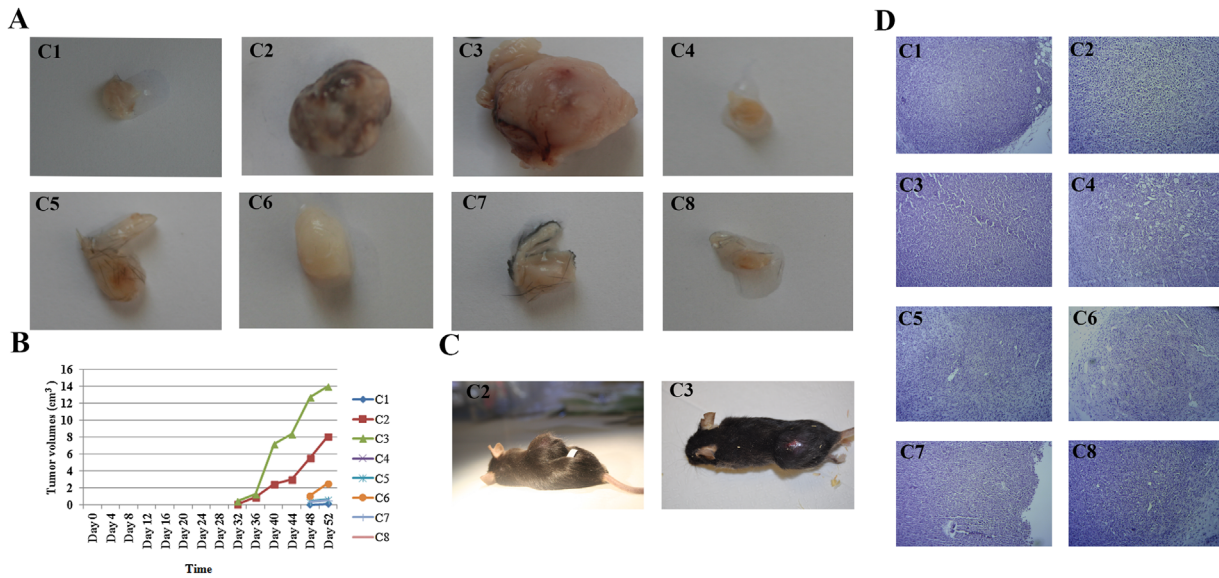 A
C1
C2
C3
C4
C5
C6
C7
C8
B
Tumor volumes (cm³)
16
14
12
10
8
6
4
2
0
Day 0
Day 4
Day 8
Day 12
Day 16
Day 20
Day 24
Day 28
Day 32
Day 36
Day 40
Day 44
Day 48
Day 52
Time
C1
C2
C3
C4
C5
C6
C7
C8
C
C2
C3
D
C1
C2
C3
C4
C5
C6
C7
C8